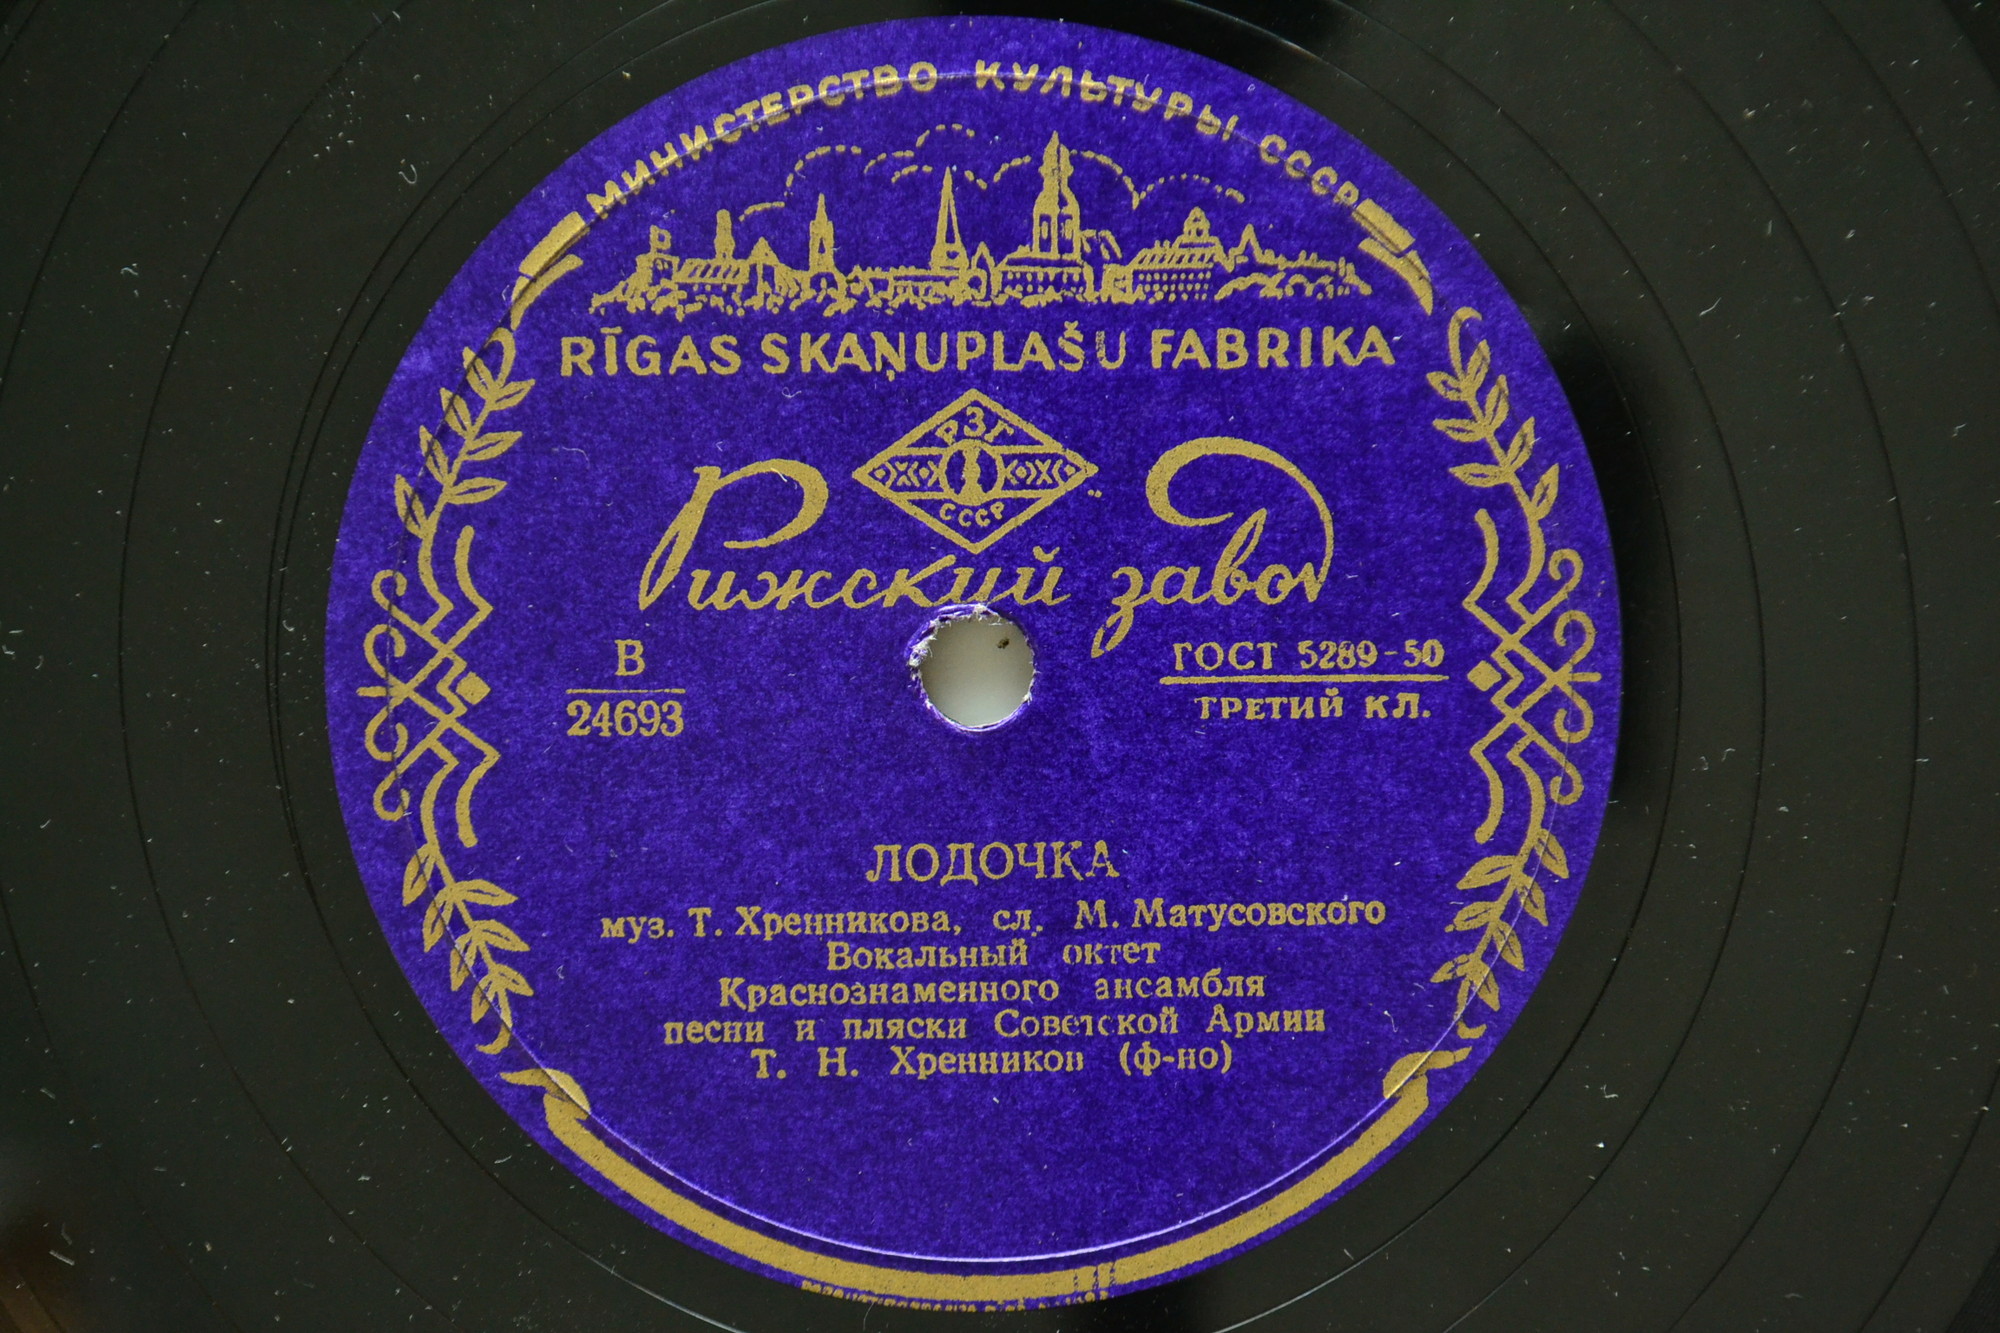 МИНИСТЕРСТВО КУЛЬТУРЫ СССР
RĪGAS SKAŅUPLAŠU FABRIKA
РЗГ
СССР
Рижский завод
В
24693
ГОСТ 5289-50
ТРЕТИЙ КЛ.
ЛОДОЧКА
муз. Т. Хренникова, сл. М. Матусовского
Вокальный октет
Краснознаменного ансамбля
песни и пляски Советской Армии
Т. Н. Хренников (ф-но)